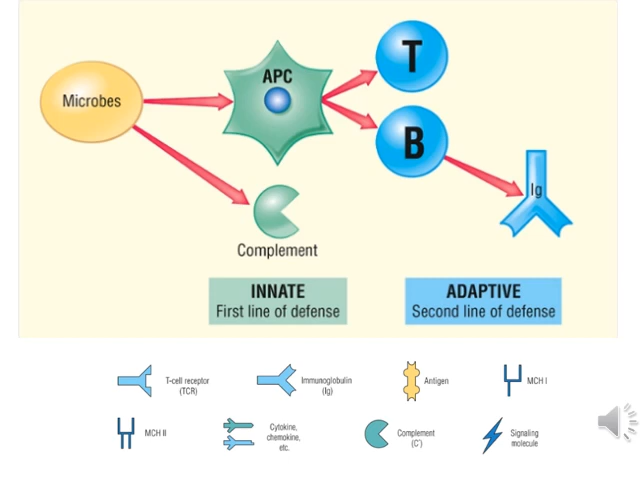 APC
T
Microbes
B
Ig
Complement
INNATE
First line of defense
ADAPTIVE
Second line of defense
T-cell receptor
(TCR)
Immunoglobulin
(Ig)
Antigen
MCH I
MCH II
Cytokine,
chemokine,
etc.
Complement
(C')
Signaling
molecule